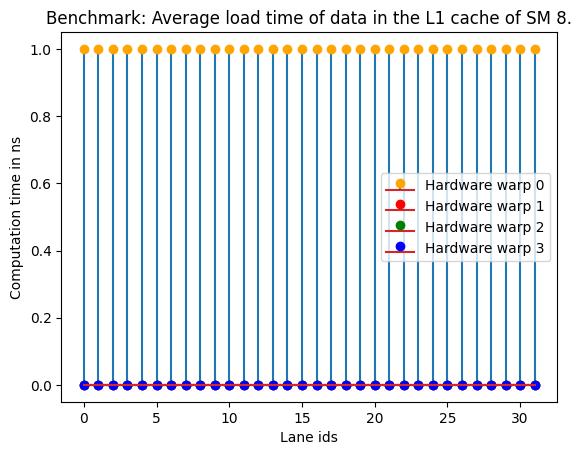 Benchmark: Average load time of data in the L1 cache of SM 8.
Computation time in ns
1.0
0.8
0.6
0.4
0.2
0.0
Hardware warp 0
Hardware warp 1
Hardware warp 2
Hardware warp 3
0 5 10 15 20 25 30
Lane ids